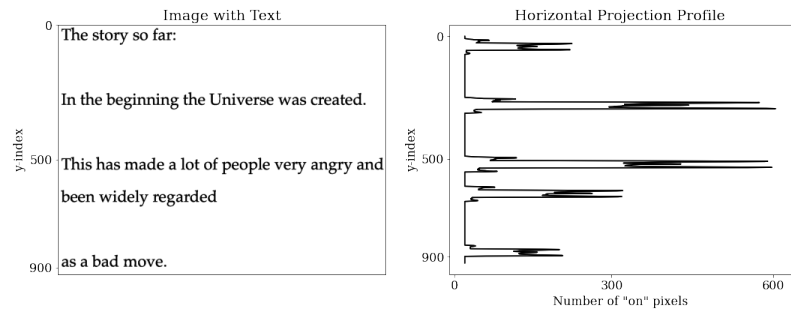 Image with Text
0
The story so far:
In the beginning the Universe was created.
500
This has made a lot of people very angry and
been widely regarded
as a bad move.
900
y-index
Horizontal Projection Profile
0
500
900
y-index
0 300 600
Number of "on" pixels